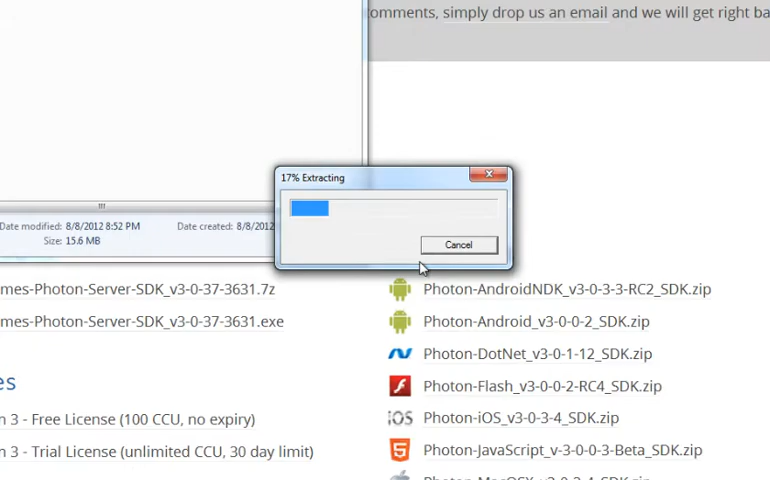 comments, simply drop us an email and we will get right ba
17% Extracting
Cancel
Date modified: 8/8/2012 8:52 PM
Date created: 8/8/2012
Size: 15.6 MB
mes-Photon-Server-SDK_v3-0-37-3631.7z
mes-Photon-Server-SDK_v3-0-37-3631.exe
es
n 3 - Free License (100 CCU, no expiry)
n 3 - Trial License (unlimited CCU, 30 day limit)
Photon-AndroidNDK_v3-0-3-3-RC2_SDK.zip
Photon-Android_v3-0-0-2_SDK.zip
Photon-DotNet_v3-0-1-12_SDK.zip
Photon-Flash_v3-0-0-2-RC4_SDK.zip
iOS Photon-iOS_v3-0-3-4_SDK.zip
Photon-JavaScript_v-3-0-0-3-Beta_SDK.zip